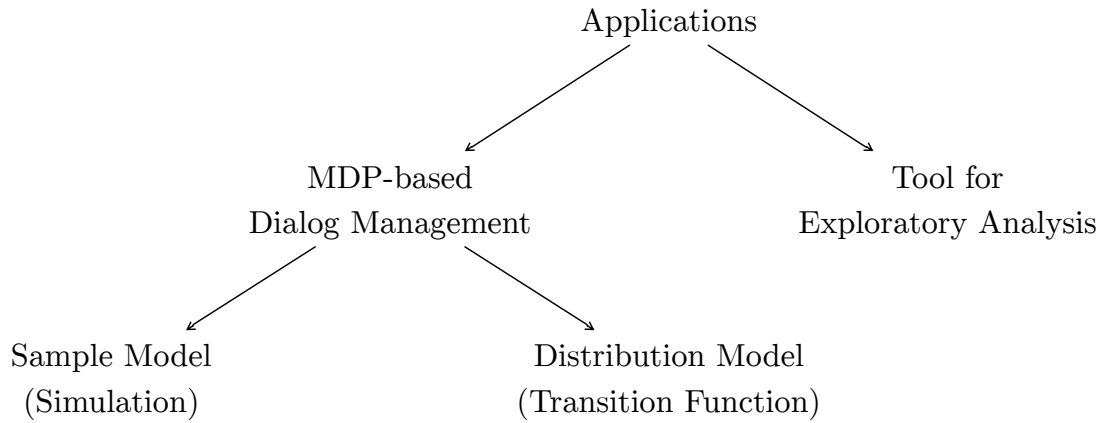 Applications
MDP-based
Dialog Management
Tool for
Exploratory Analysis
Sample Model
(Simulation)
Distribution Model
(Transition Function)